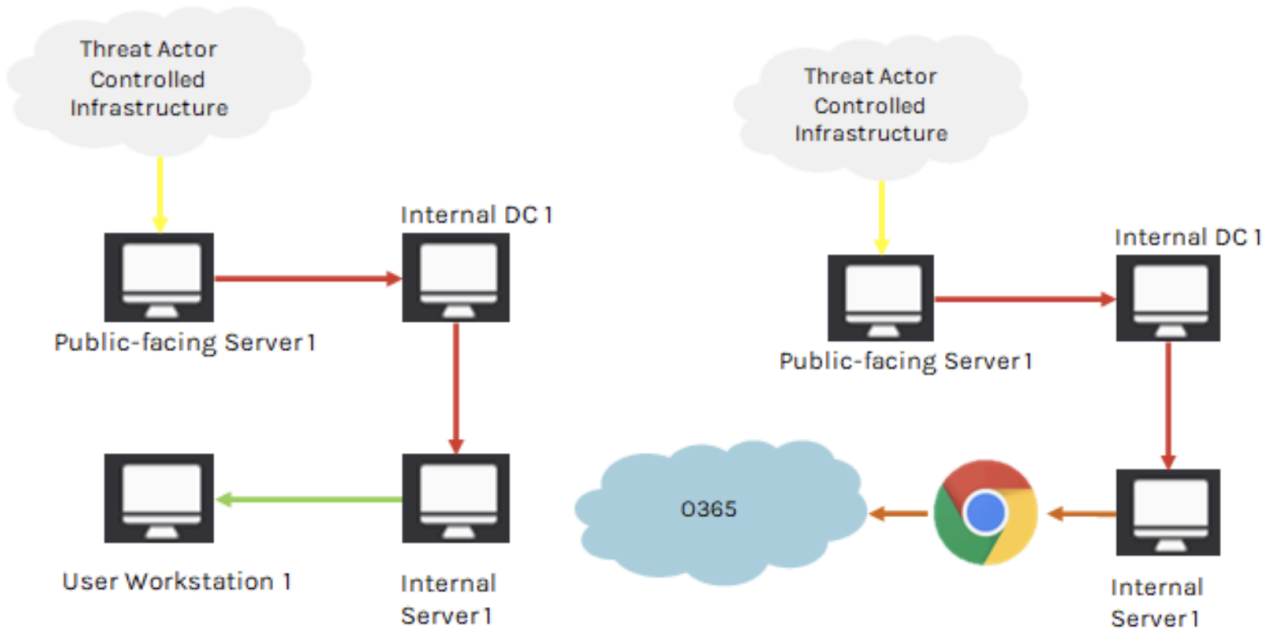 Threat Actor
Controlled
Infrastructure
Internal DC 1
Public-facing Server 1
User Workstation 1
Internal
Server 1
Threat Actor
Controlled
Infrastructure
Internal DC 1
Public-facing Server 1
O365
Internal
Server 1